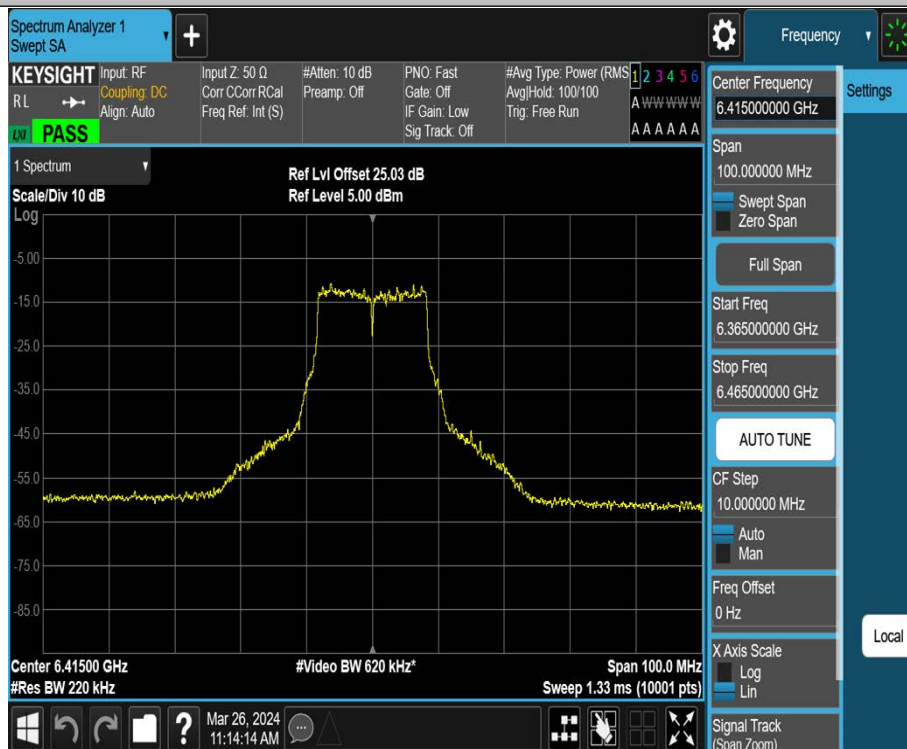 Spectrum Analyzer 1
Swept SA
Frequency
KEYSIGHT
RL
LXI
PASS
Input: RF
Coupling: DC
Align: Auto
Input Z: 50 Ω
Corr CCorr RCal
Freq Ref: Int (S)
#Atten: 10 dB
Preamp: Off
PNO: Fast
Gate: Off
IF Gain: Low
Sig Track: Off
#Avg Type: Power (RMS
Avg|Hold: 100/100
Trig: Free Run
1 2 3 4 5 6
A W W W W W
A A A A A A
1 Spectrum
Scale/Div 10 dB
Log
Ref Lvl Offset 25.03 dB
Ref Level 5.00 dBm
-5.00
-15.0
-25.0
-35.0
-45.0
-55.0
-65.0
-75.0
-85.0
Center 6.41500 GHz
#Res BW 220 kHz
#Video BW 620 kHz*
Span 100.0 MHz
Sweep 1.33 ms (10001 pts)
Mar 26, 2024
11:14:14 AM
Center Frequency
6.415000000 GHz
Settings
Span
100.000000 MHz
Swept Span
Zero Span
Full Span
Start Freq
6.365000000 GHz
Stop Freq
6.465000000 GHz
AUTO TUNE
CF Step
10.000000 MHz
Auto
Man
Freq Offset
0 Hz
Local
X Axis Scale
Log
Lin
Signal Track
(Span Zoom)